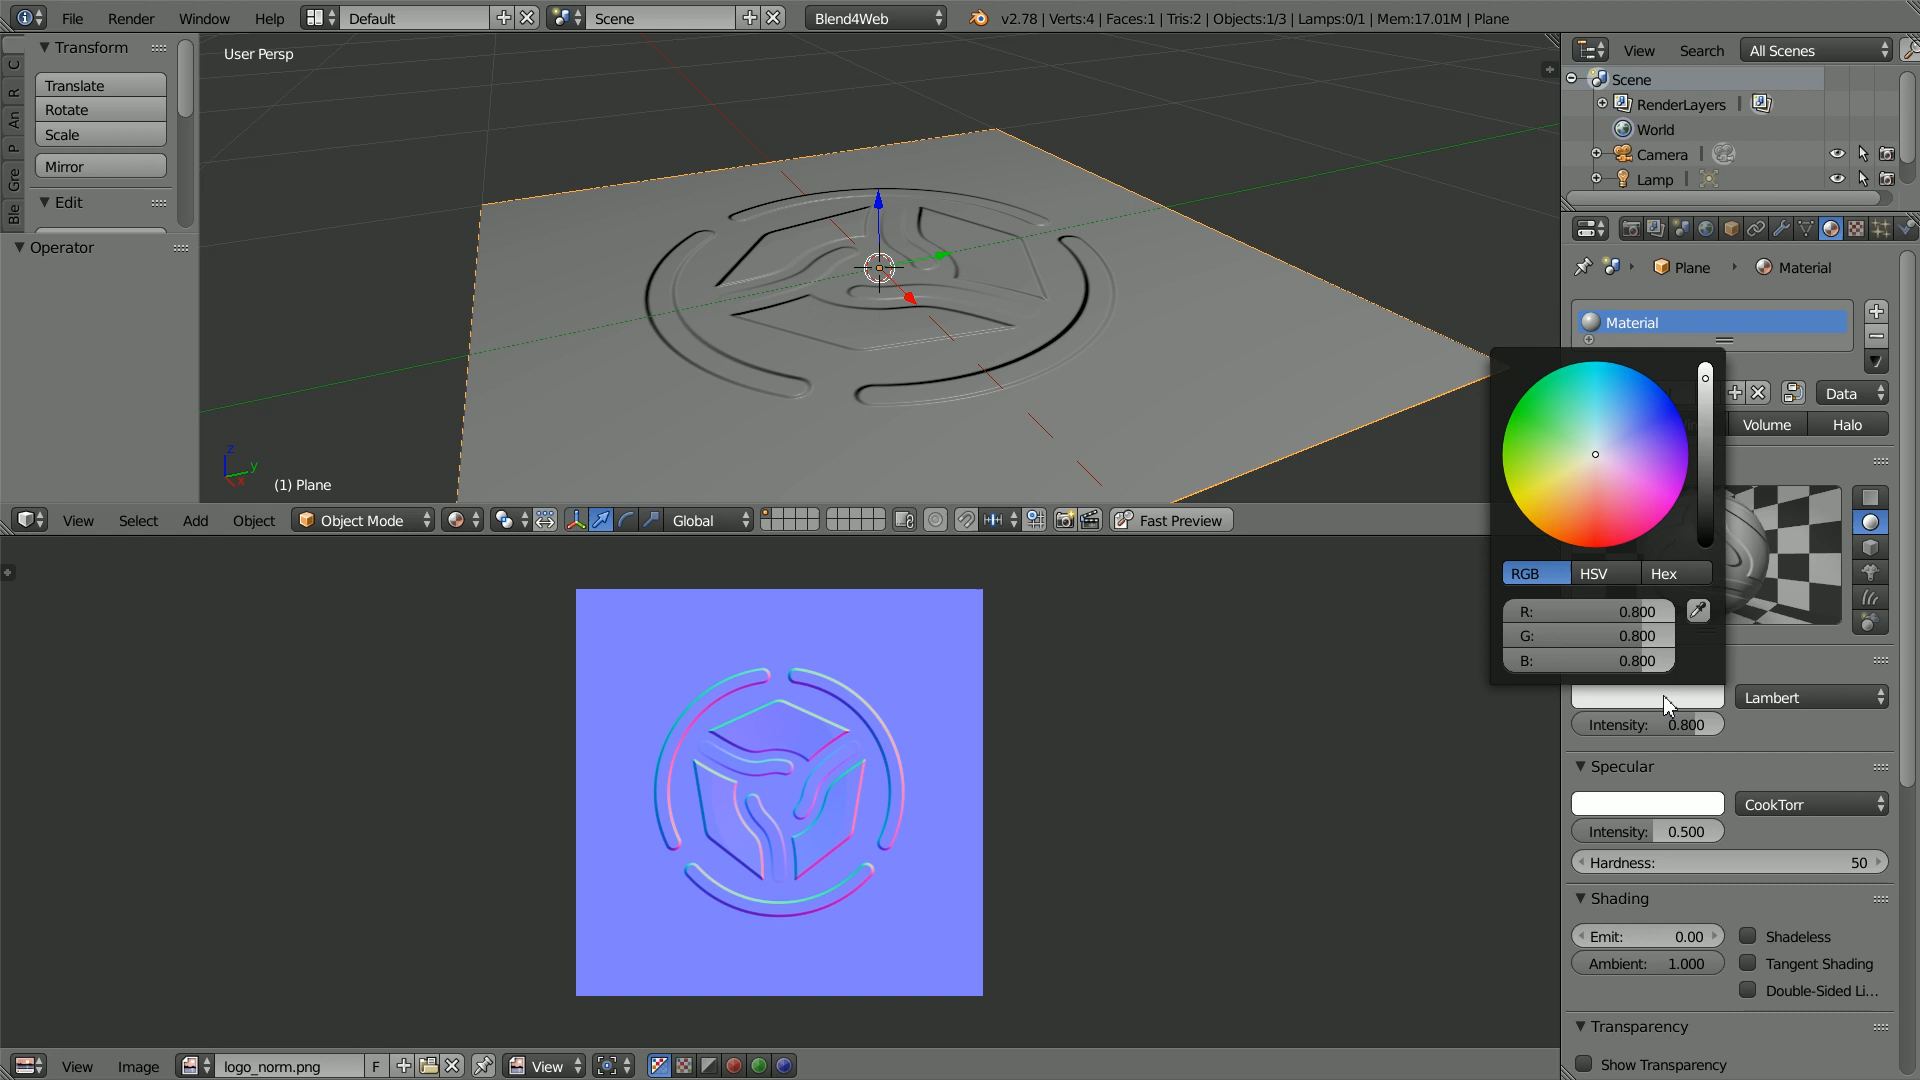 File Render Window Help Default Scene Blend4Web v2.78 | Verts:4 | Faces:1 | Tris:2 | Objects:1/3 | Lamps:0/1 | Mem:17.01M | Plane
Transform
Translate
Rotate
Scale
Mirror
Edit
Operator
C
R
An
P
Gre
Ble
User Persp
z
y
x
(1) Plane
View Select Add Object Object Mode Global Fast Preview
View Image logo_norm.png F View
View Search All Scenes
Scene
RenderLayers |
World
Camera |
Lamp |
Plane Material
Material
Data
Volume Halo
RGB HSV Hex
R: 0.800
G: 0.800
B: 0.800
Lambert
Intensity: 0.800
Specular
CookTorr
Intensity: 0.500
Hardness: 50
Shading
Emit: 0.00 Shadeless
Ambient: 1.000 Tangent Shading
Double-Sided Li...
Transparency
Show Transparency